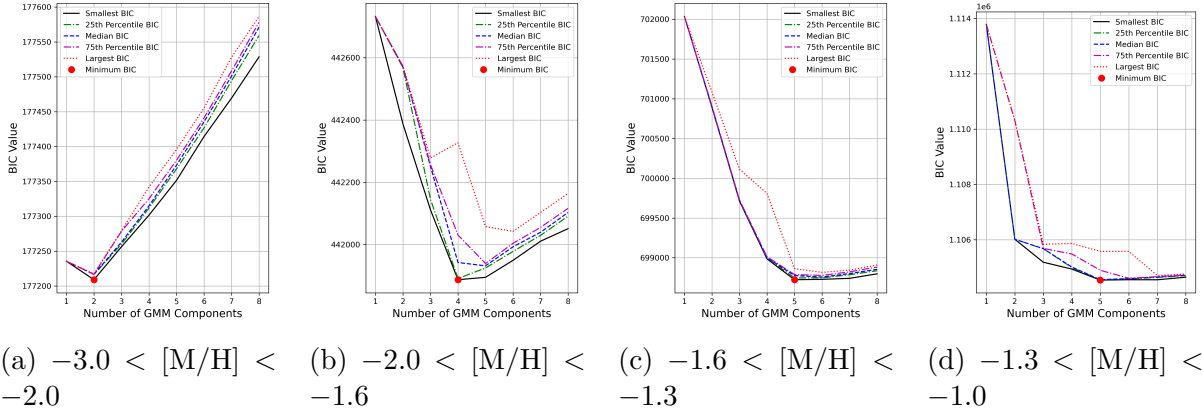 177600
177550
177500
177450
177400
177350
177300
177250
177200
BIC Value
Smallest BIC
25th Percentile BIC
Median BIC
75th Percentile BIC
Largest BIC
Minimum BIC
1 2 3 4 5 6 7 8
Number of GMM Components
442600
442400
442200
442000
BIC Value
Smallest BIC
25th Percentile BIC
Median BIC
75th Percentile BIC
Largest BIC
Minimum BIC
1 2 3 4 5 6 7 8
Number of GMM Components
702000
701500
701000
700500
700000
699500
699000
BIC Value
Smallest BIC
25th Percentile BIC
Median BIC
75th Percentile BIC
Largest BIC
Minimum BIC
1 2 3 4 5 6 7 8
Number of GMM Components
1e6
1.114
1.112
1.110
1.108
1.106
BIC Value
Smallest BIC
25th Percentile BIC
Median BIC
75th Percentile BIC
Largest BIC
Minimum BIC
1 2 3 4 5 6 7 8
Number of GMM Components
(a) −3.0 < [M/H] <
−2.0
(b) −2.0 < [M/H] <
−1.6
(c) −1.6 < [M/H] <
−1.3
(d) −1.3 < [M/H] <
−1.0